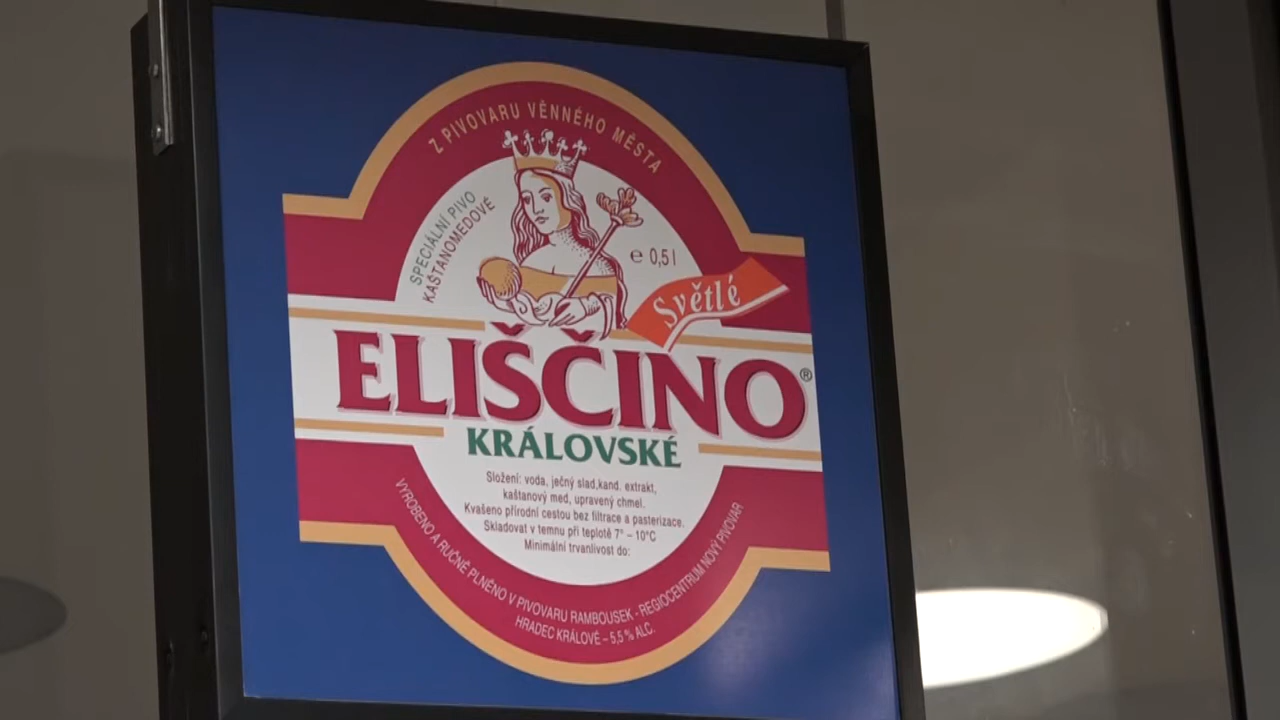 Z PIVOVARU VĚNNÉHO MĚSTA
SPECIÁLNÍ PIVO
KAŠTANOMEDOVÉ
e 0,5 l
Světlé
ELIŠČINO®
KRÁLOVSKÉ
Složení: voda, ječný slad,kand. extrakt,
kaštanový med, upravený chmel.
Kvašeno přírodní cestou bez filtrace a pasterizace.
Skladovat v temnu při teplotě 7° – 10°C
Minimální trvanlivost do:
VYROBENO A RUČNĚ PLNĚNO V PIVOVARU RAMBOUSEK - REGIOCENTRUM NOVÝ PIVOVAR
HRADEC KRÁLOVÉ – 5,5 % ALC.